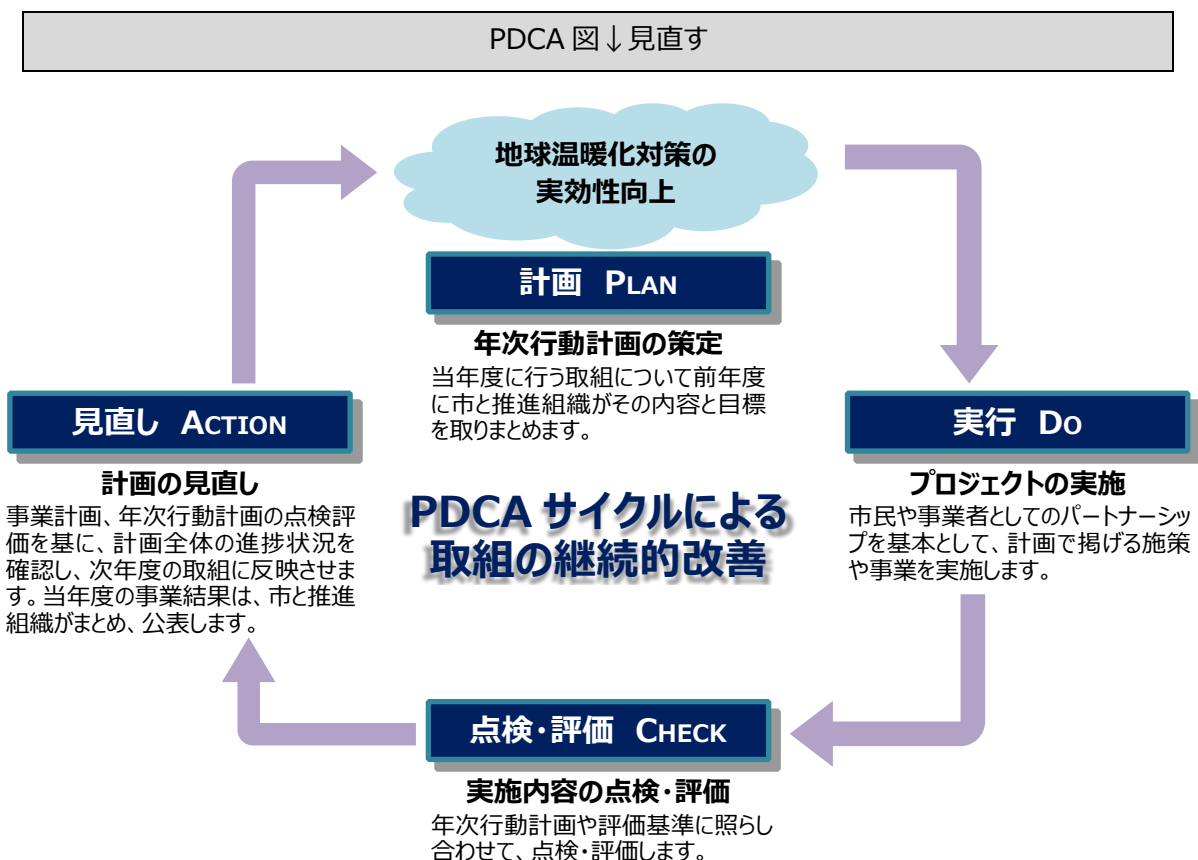 PDCA 図↓見直す
地球温暖化対策の
実効性向上
計画 PLAN
年次行動計画の策定
当年度に行う取組について前年度
に市と推進組織がその内容と目標
を取りまとめます。
実行 DO
プロジェクトの実施
市民や事業者としてのパートナーシッ
プを基本として、計画で掲げる施策
や事業を実施します。
PDCA サイクルによる
取組の継続的改善
点検・評価 CHECK
実施内容の点検・評価
年次行動計画や評価基準に照らし
合わせて、点検・評価します。
見直し ACTION
計画の見直し
事業計画、年次行動計画の点検評
価を基に、計画全体の進捗状況を
確認し、次年度の取組に反映させま
す。当年度の事業結果は、市と推進
組織がまとめ、公表します。